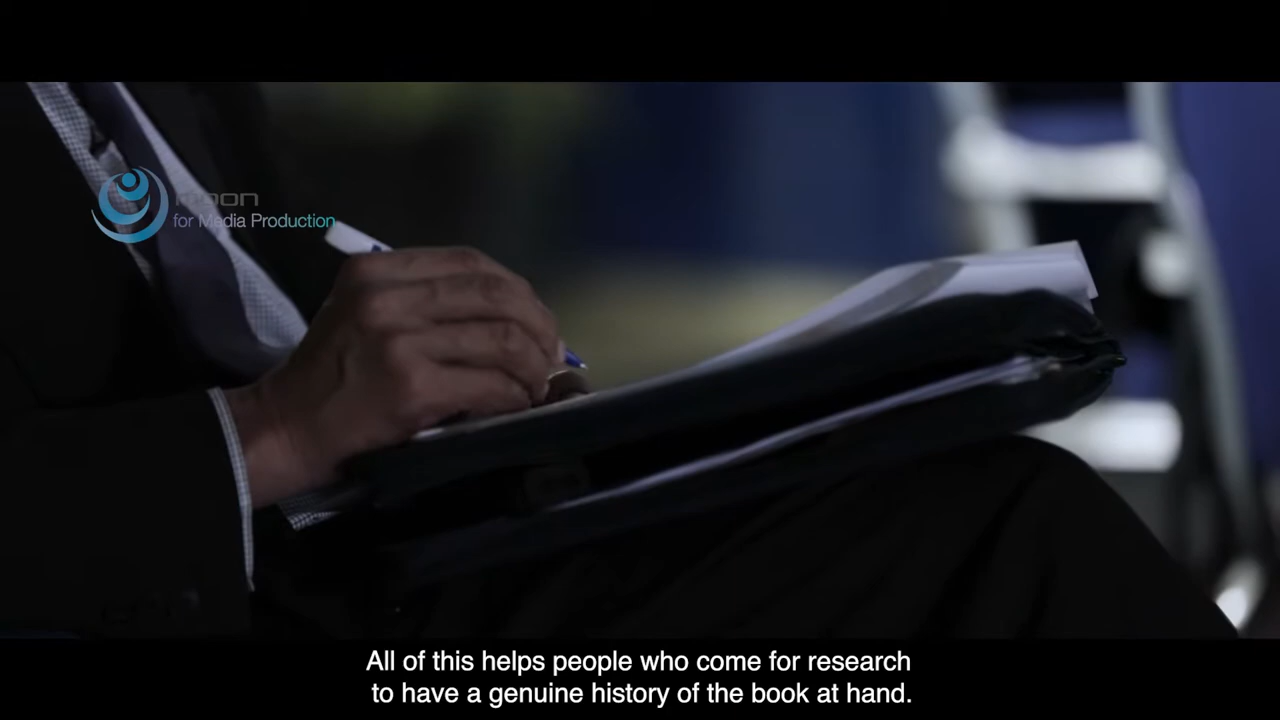 moon
for Media Production
All of this helps people who come for research
to have a genuine history of the book at hand.